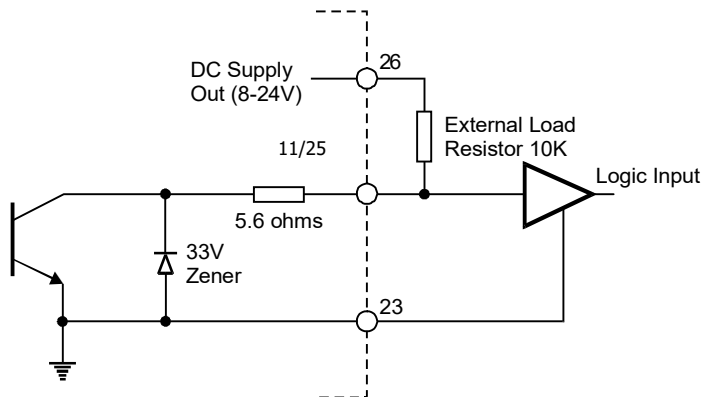 26
DC Supply
Out (8-24V)
External Load
Resistor 10K
11/25
Logic Input
5.6 ohms
33V
Zener
23